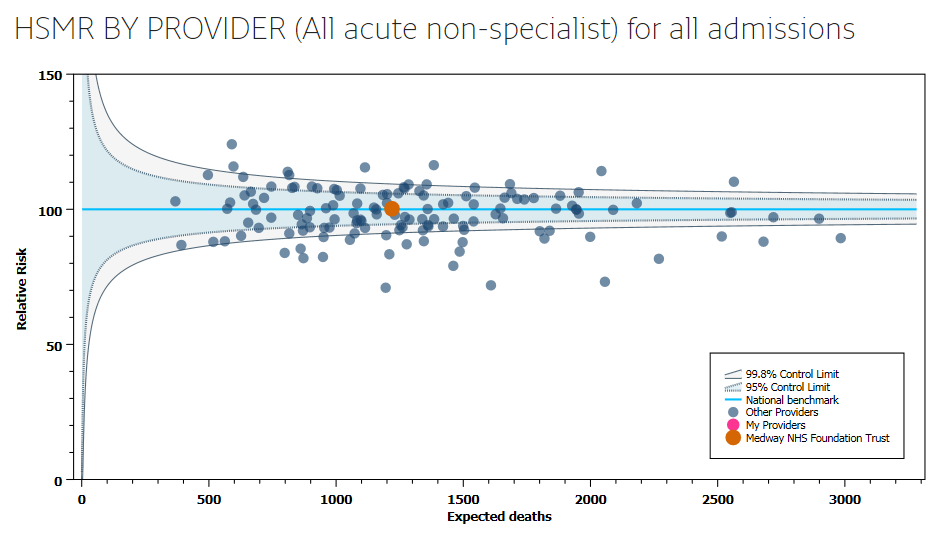 HSMR BY PROVIDER (All acute non-specialist) for all admissions
150
100
50
0
Relative Risk
0 500 1000 1500 2000 2500 3000
Expected deaths
99.8% Control Limit
95% Control Limit
National benchmark
Other Providers
My Providers
Medway NHS Foundation Trust